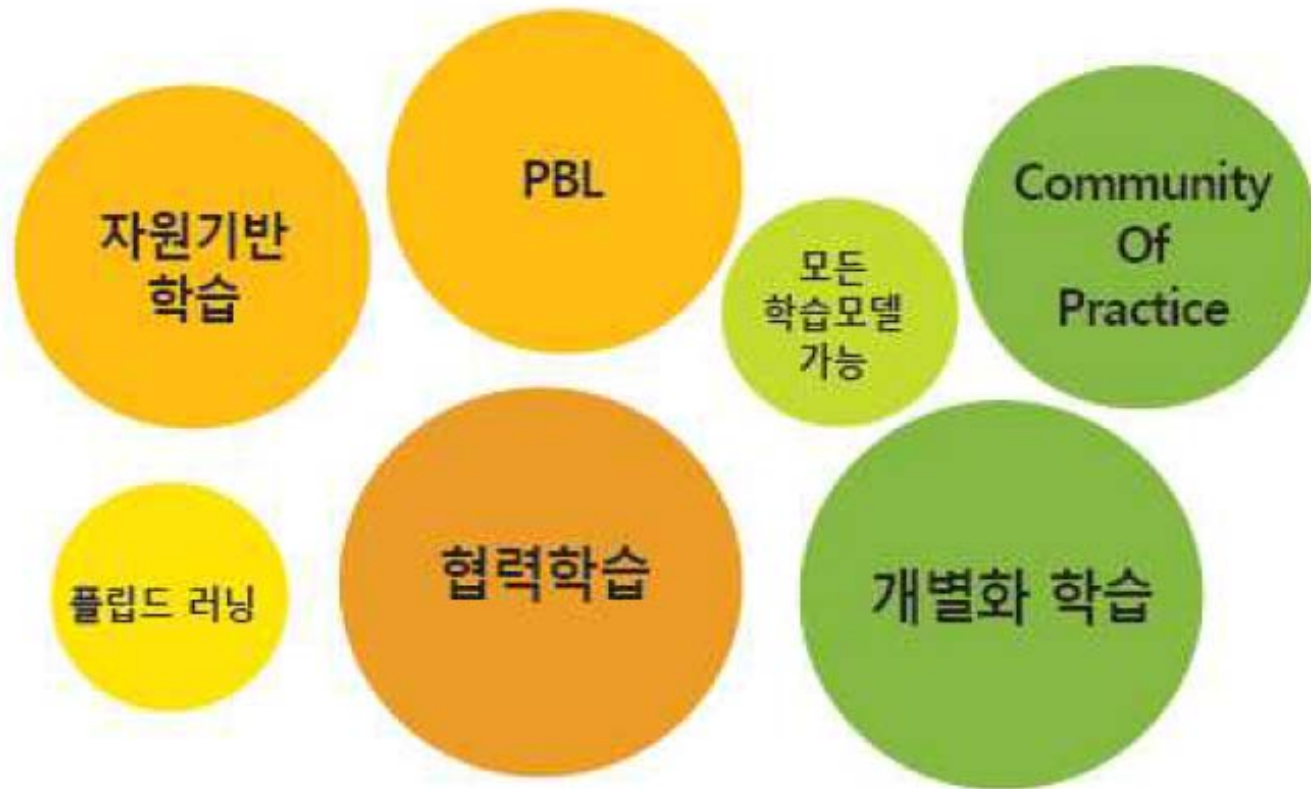 자원기반
학습
PBL
모든
학습모델
가능
Community
Of
Practice
플립드 러닝
협력학습
개별화 학습